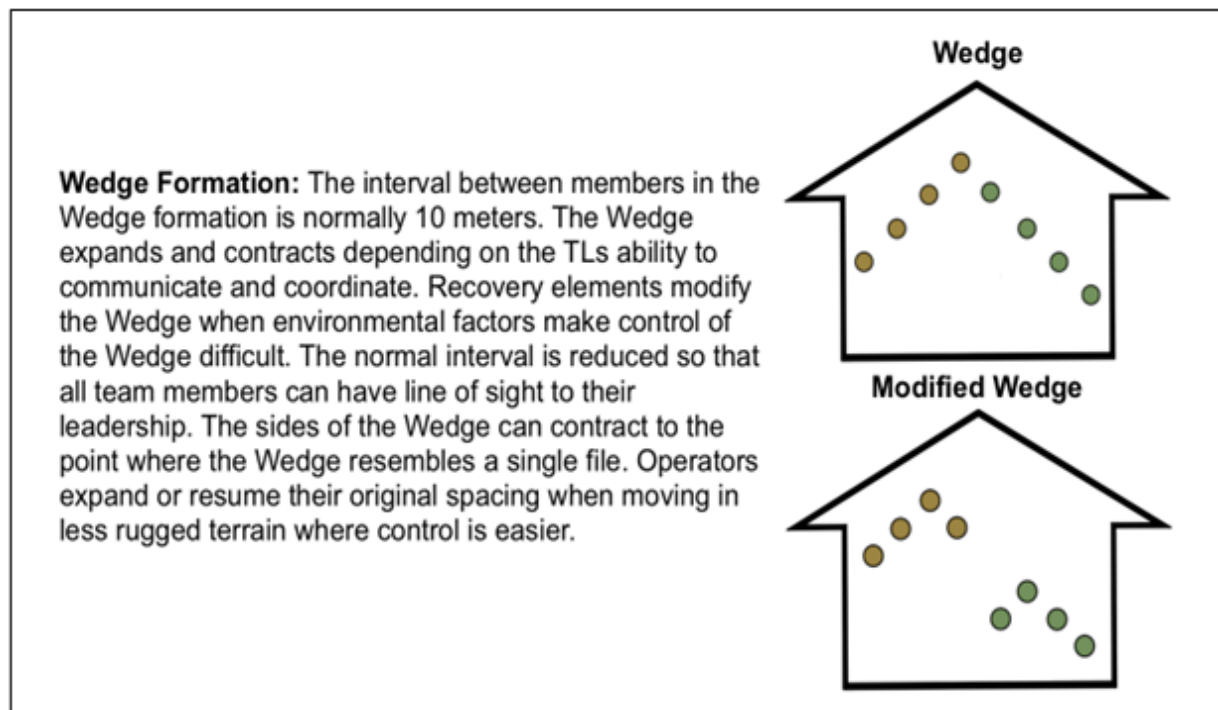 Wedge
Wedge Formation: The interval between members in the
Wedge formation is normally 10 meters. The Wedge
expands and contracts depending on the TLs ability to
communicate and coordinate. Recovery elements modify
the Wedge when environmental factors make control of
the Wedge difficult. The normal interval is reduced so that
all team members can have line of sight to their
leadership. The sides of the Wedge can contract to the
point where the Wedge resembles a single file. Operators
expand or resume their original spacing when moving in
less rugged terrain where control is easier.
Modified Wedge